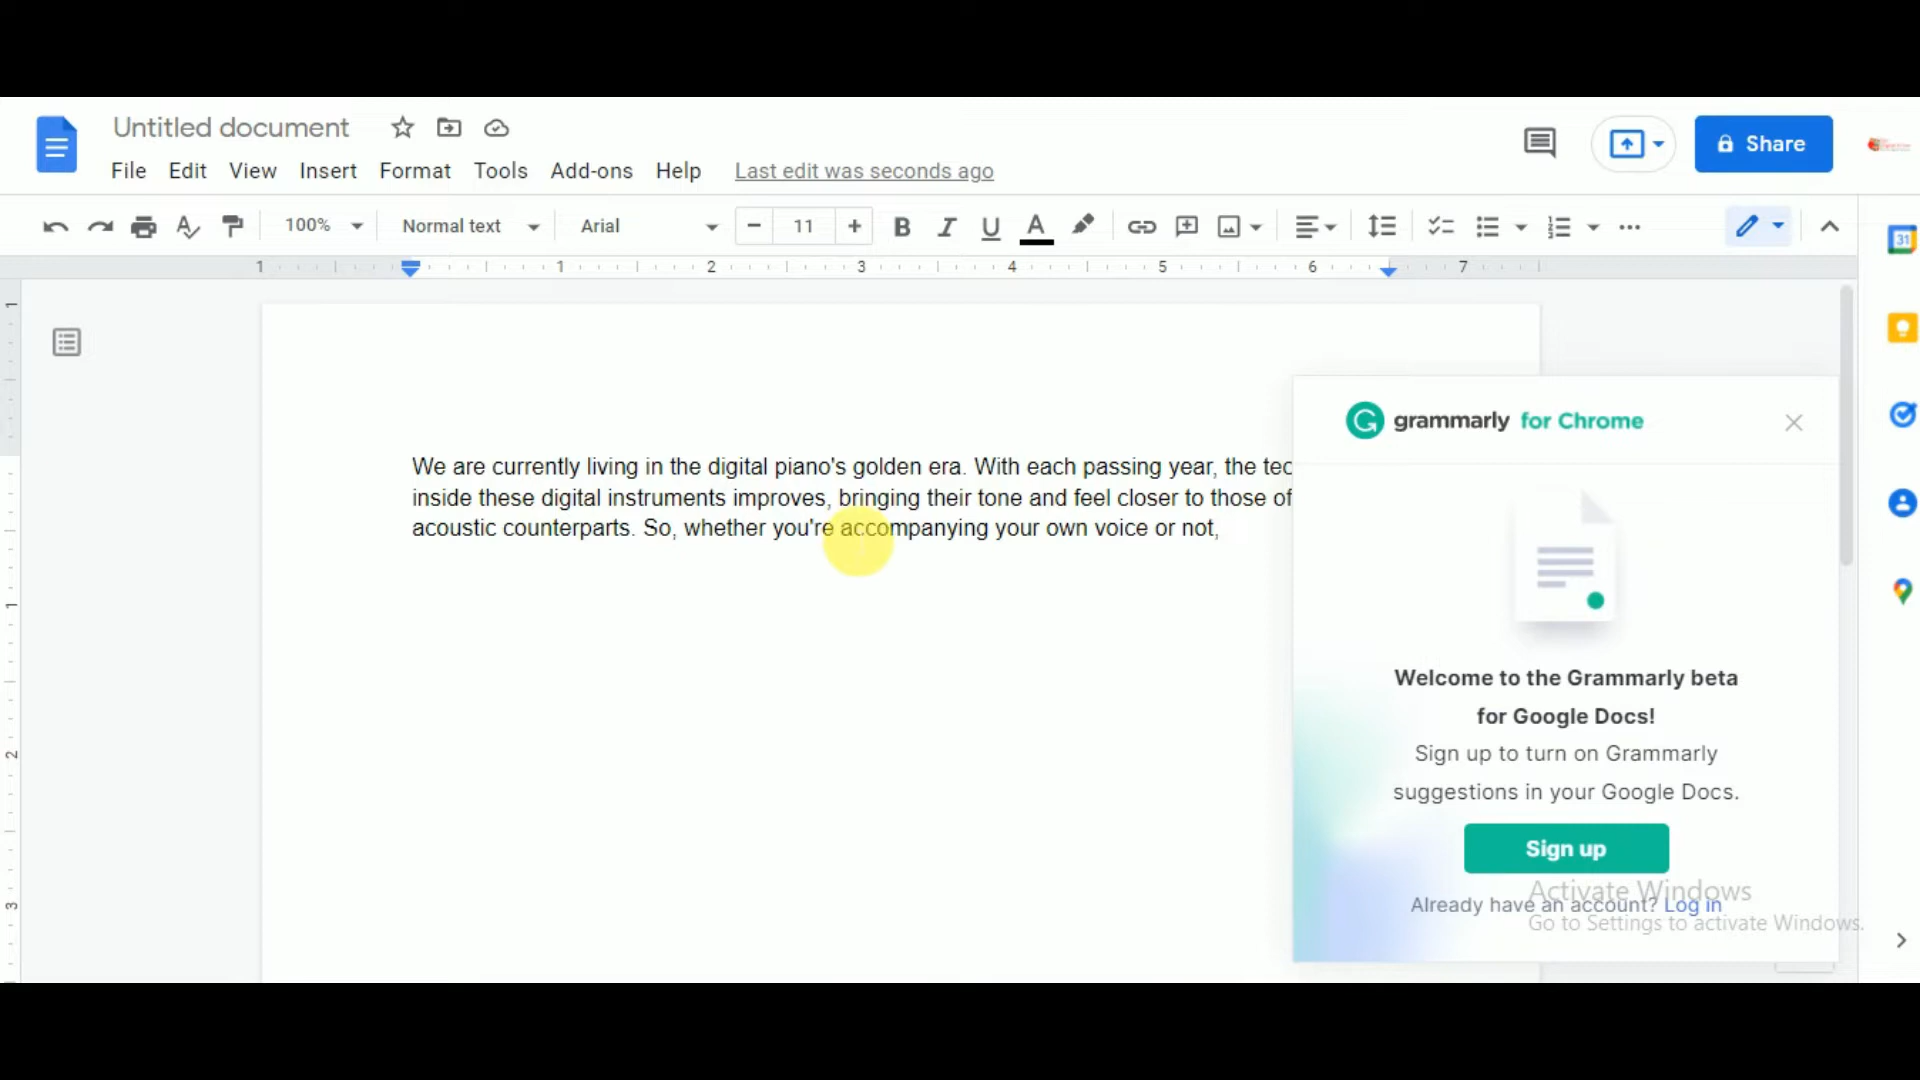 Untitled document
File Edit View Insert Format Tools Add-ons Help Last edit was seconds ago
Share
100% Normal text Arial − 11 + B I U A
31
1 1 2 3 4 5 6 7
1
1
2
3
We are currently living in the digital piano's golden era. With each passing year, the
inside these digital instruments improves, bringing their tone and feel closer to those of
acoustic counterparts. So, whether you're accompanying your own voice or not,
grammarly for Chrome
Welcome to the Grammarly beta
for Google Docs!
Sign up to turn on Grammarly
suggestions in your Google Docs.
Sign up
Already have an account? Log in
Activate Windows
Go to Settings to activate Windows.